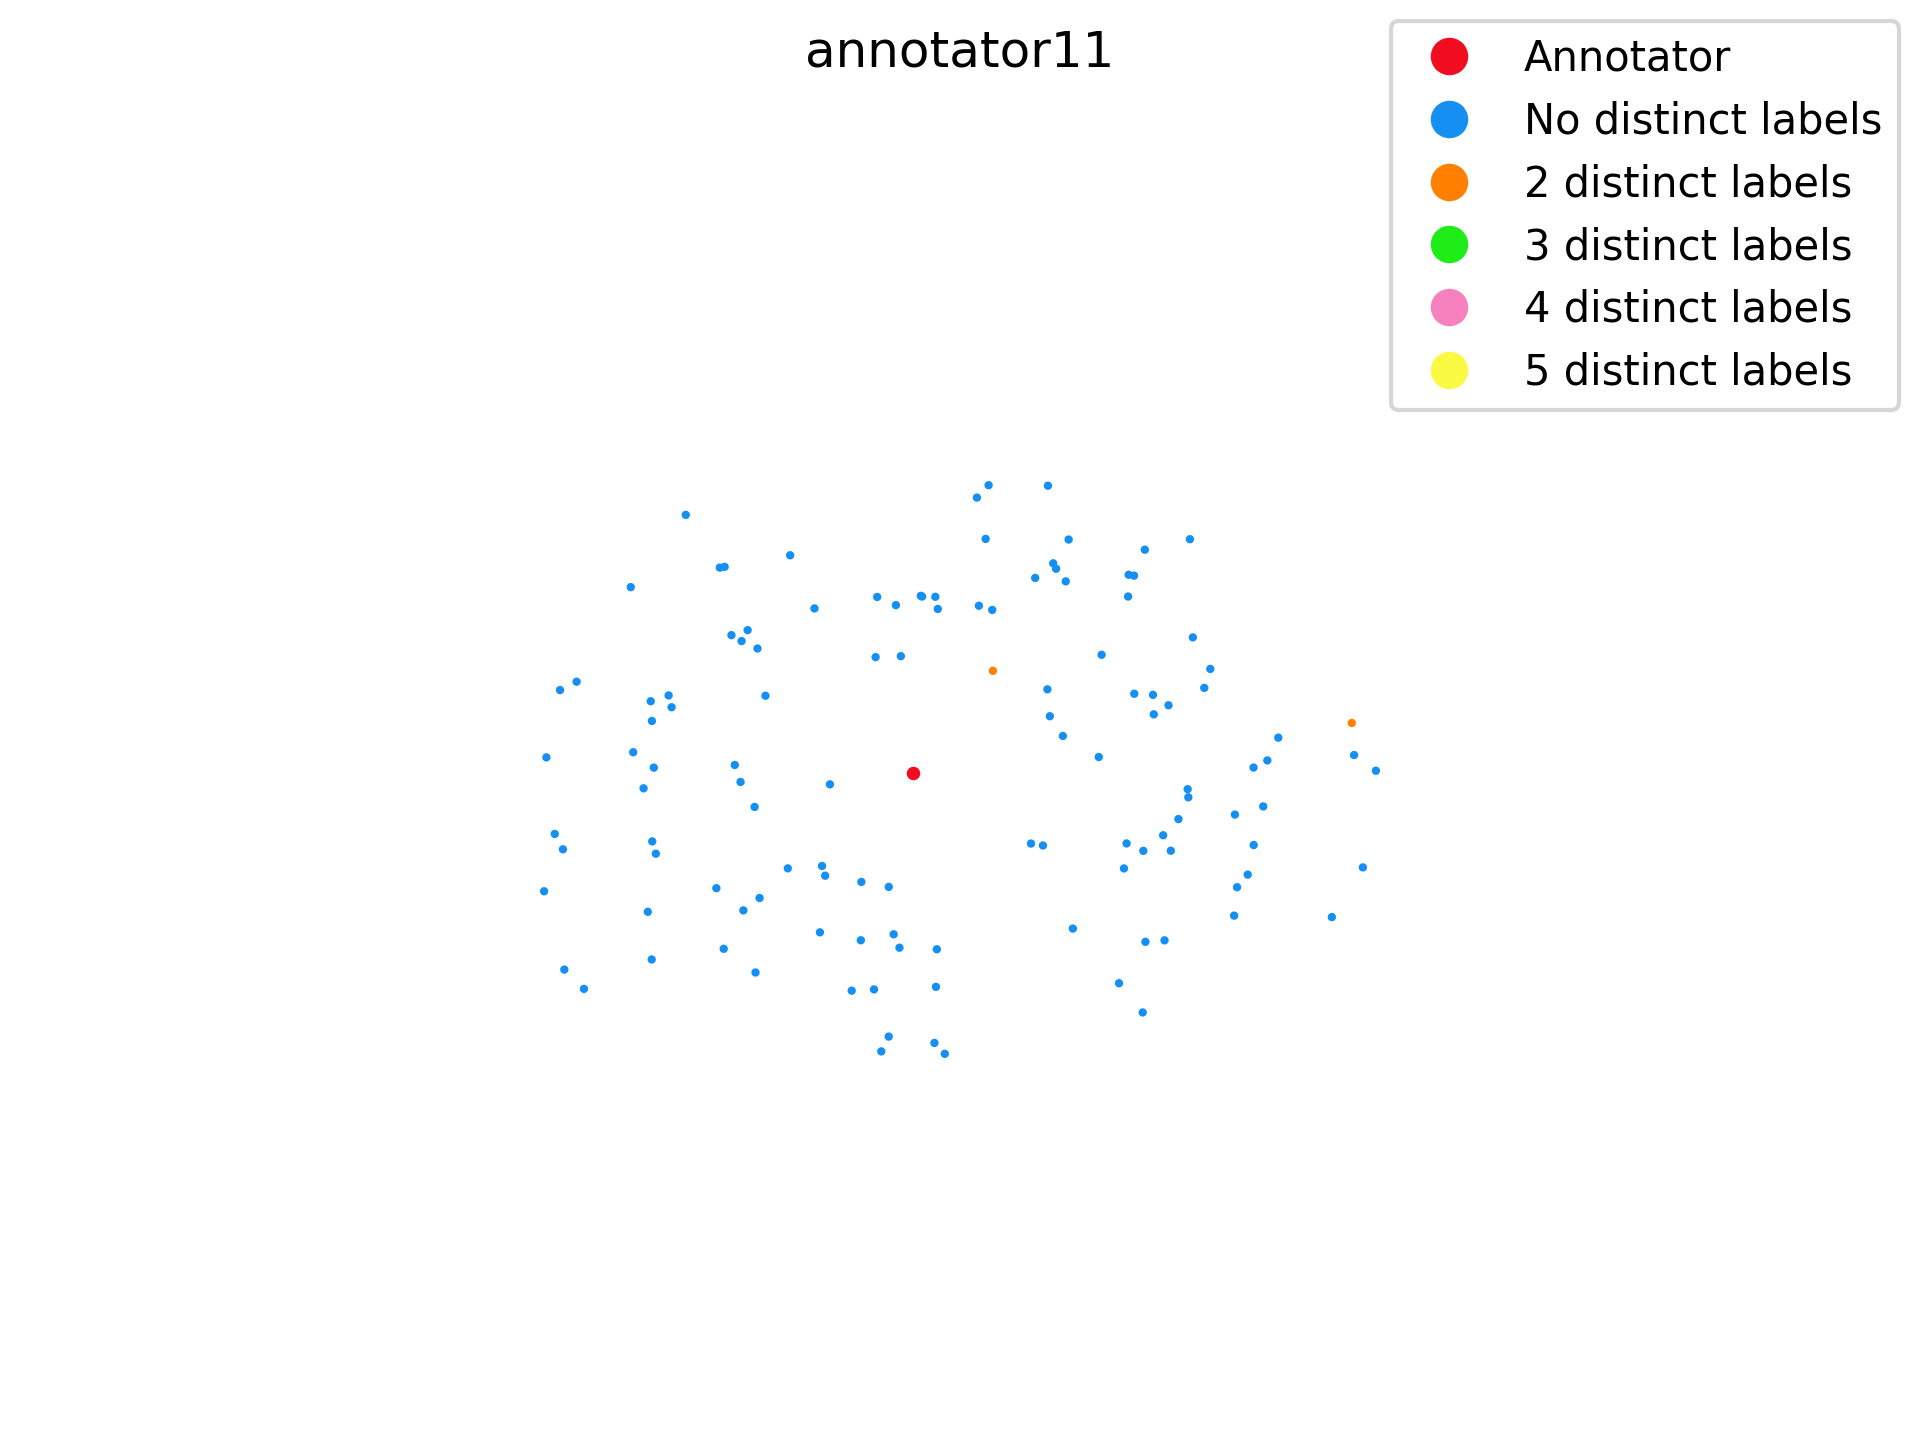 annotator11
Annotator
No distinct labels
2 distinct labels
3 distinct labels
4 distinct labels
5 distinct labels